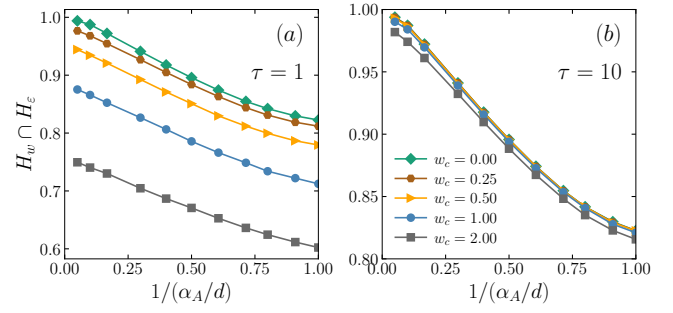 (a)
τ = 1
H_w ∩ H_ε
1.0
0.9
0.8
0.7
0.6
0.00
0.25
0.50
0.75
1.00
1/(α_A/d)
(b)
τ = 10
1.00
0.95
0.90
0.85
0.80
w_c = 0.00
w_c = 0.25
w_c = 0.50
w_c = 1.00
w_c = 2.00
0.00
0.25
0.50
0.75
1.00
1/(α_A/d)